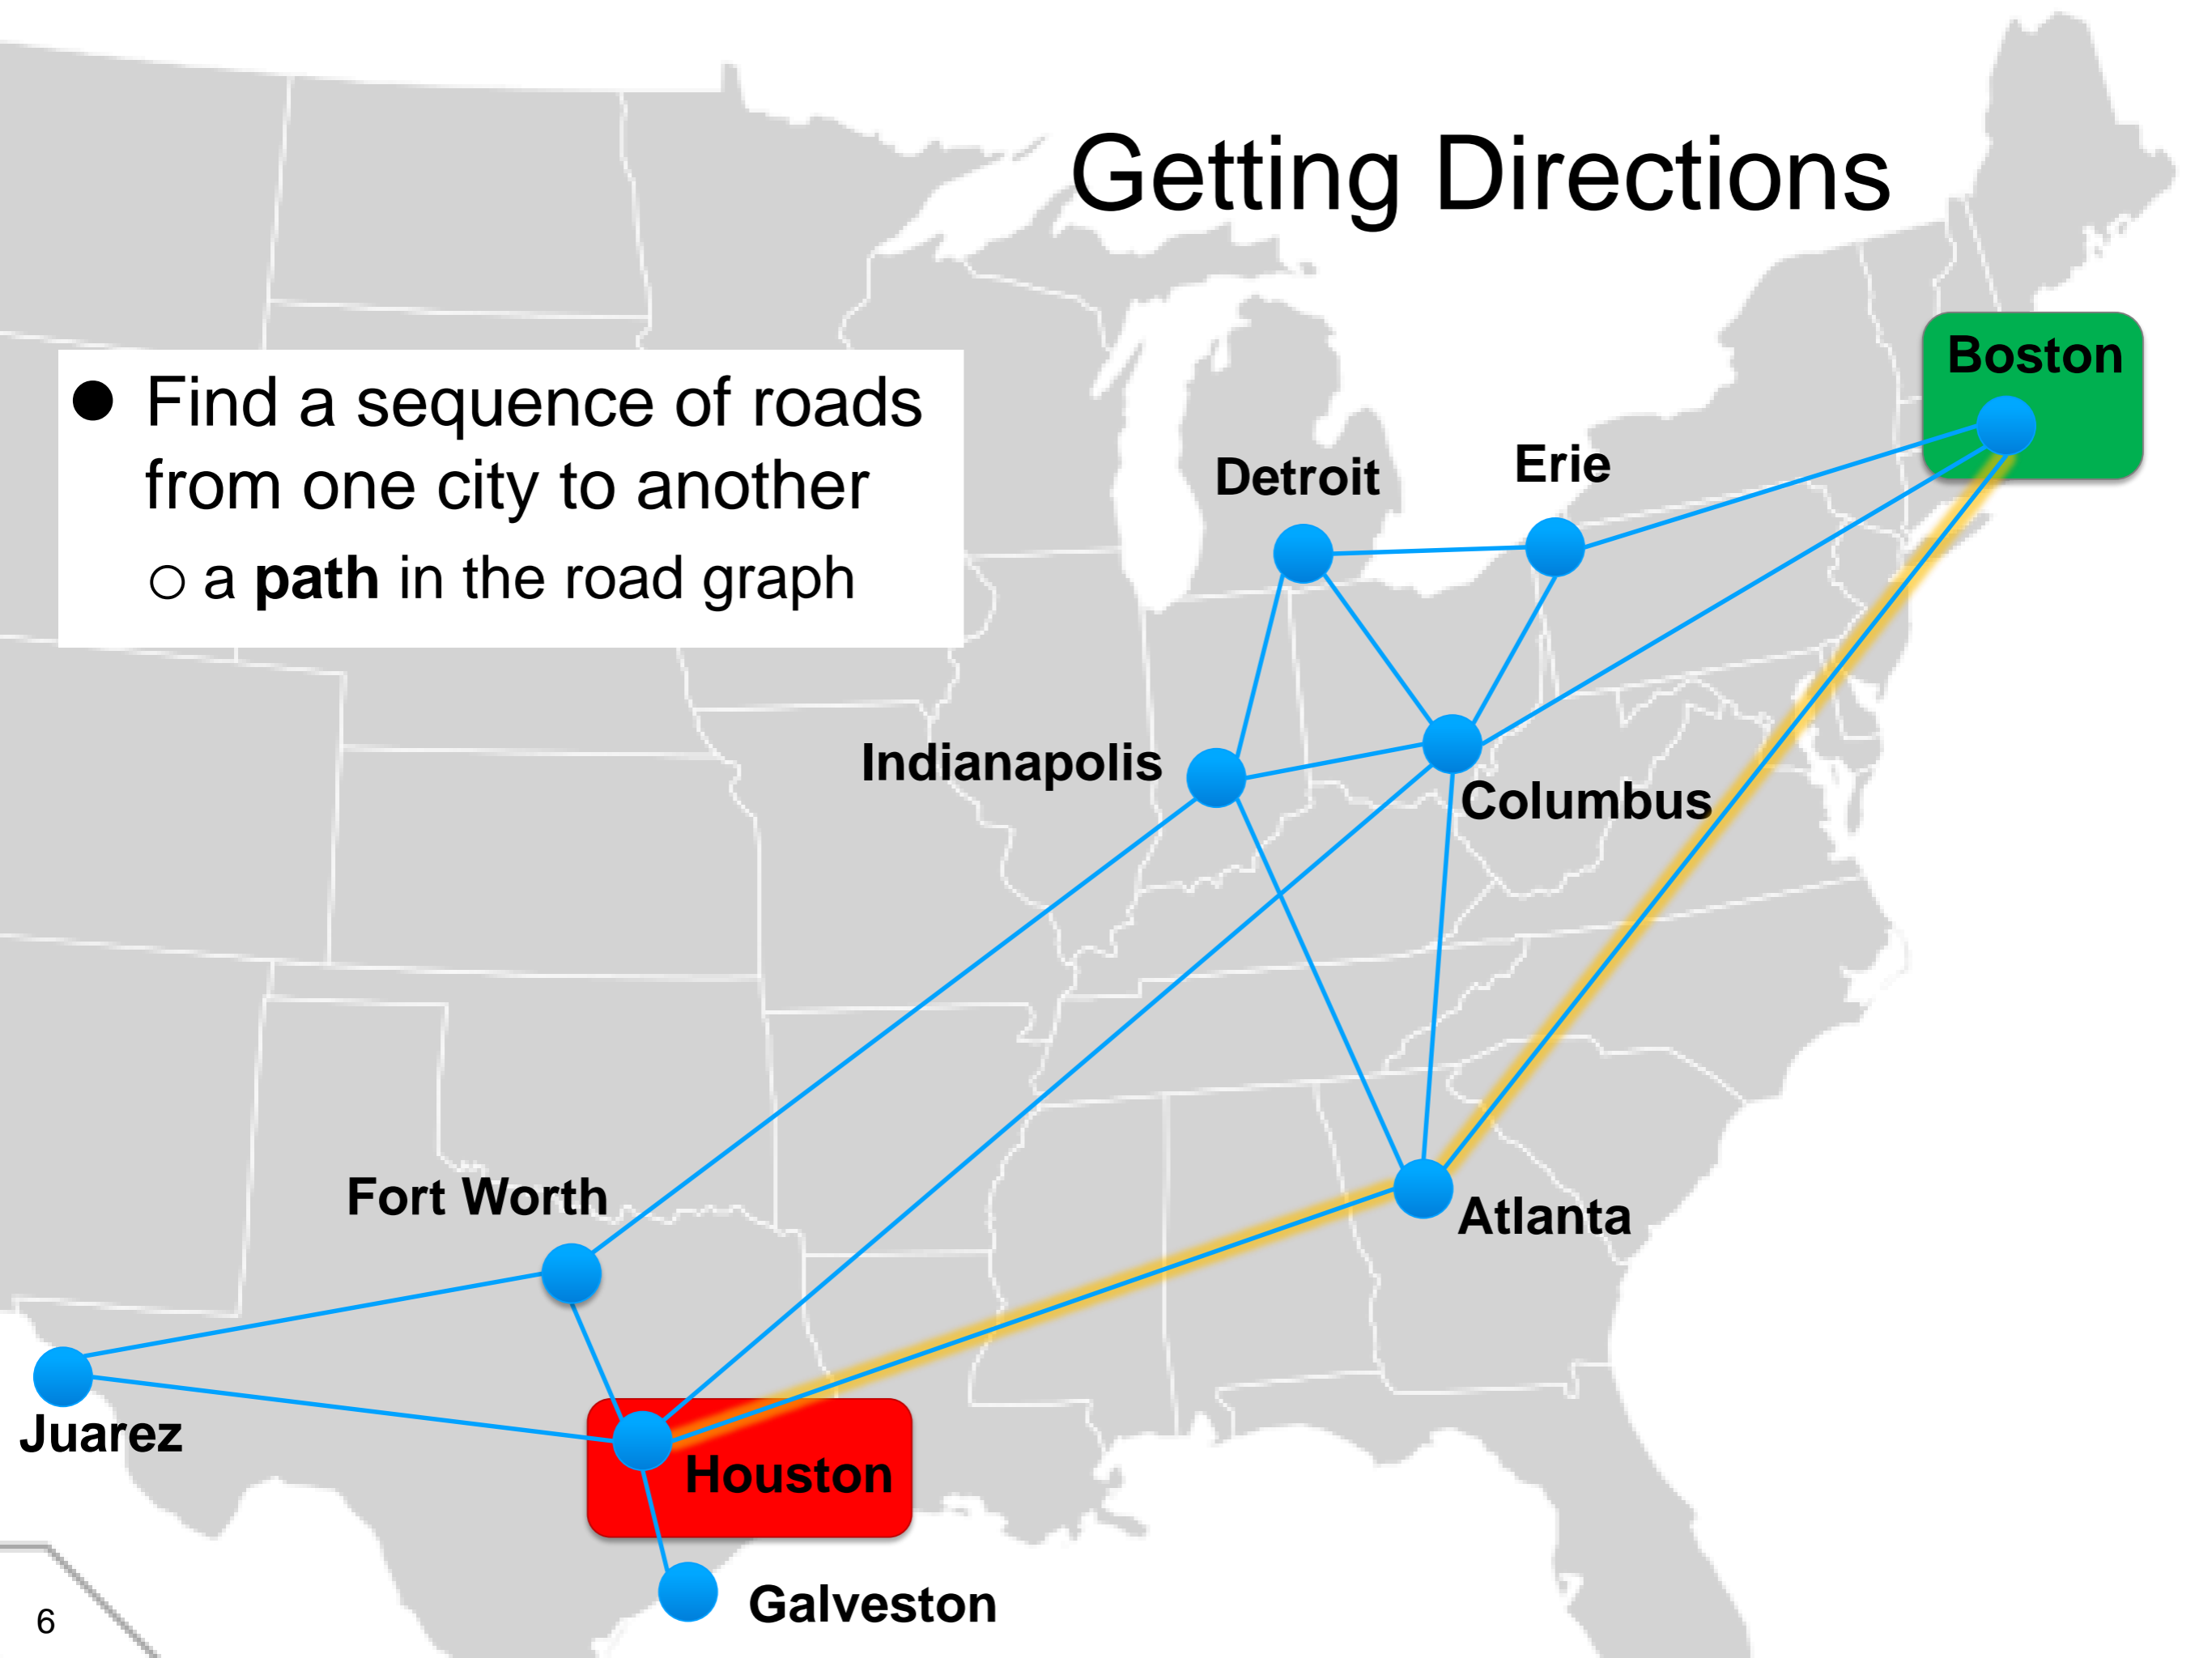 Getting Directions
● Find a sequence of roads
from one city to another
○ a path in the road graph
Boston
Erie
Detroit
Indianapolis
Columbus
Fort Worth
Atlanta
Juarez
Houston
Galveston
6